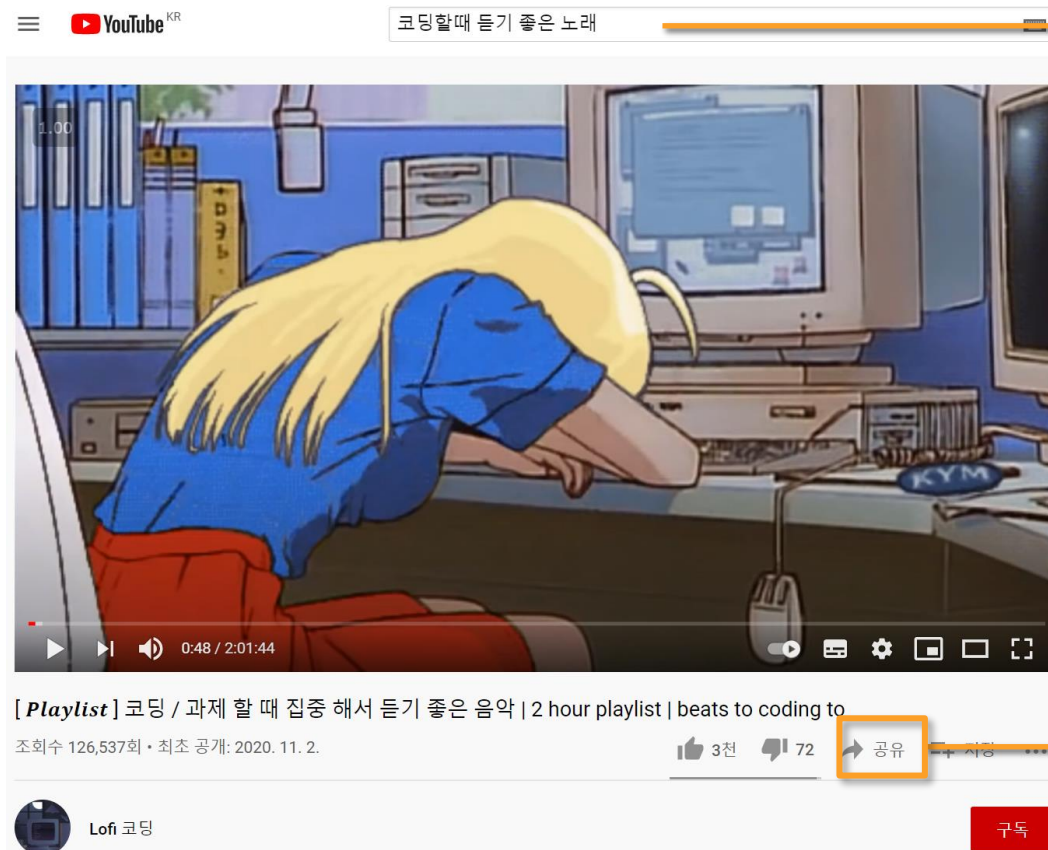 YouTube KR
코딩할때 듣기 좋은 노래
1.00
KYM
0:48 / 2:01:44
[ Playlist ] 코딩 / 과제 할 때 집중 해서 듣기 좋은 음악 | 2 hour playlist | beats to coding to
조회수 126,537회 • 최초 공개: 2020. 11. 2.
3천 72 공유 저장
Lofi 코딩
구독